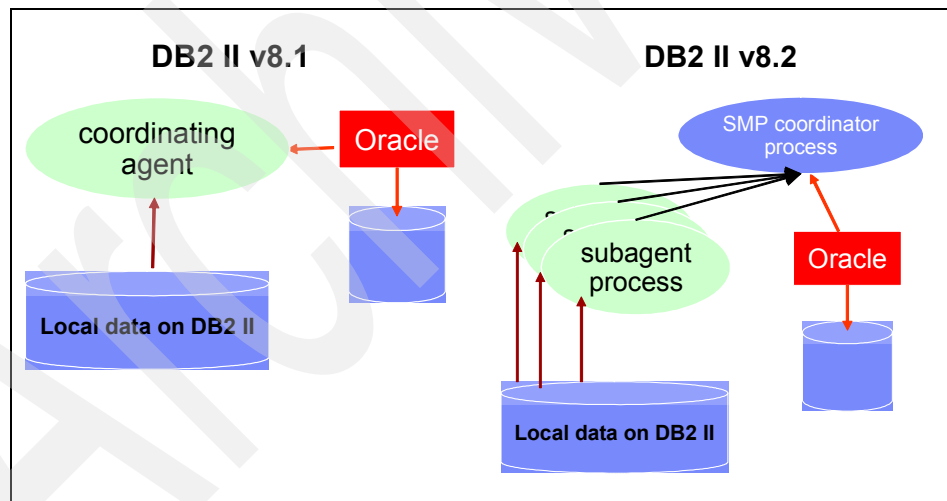 DB2 II v8.1
DB2 II v8.2
coordinating
agent
Oracle
Local data on DB2 II
SMP coordinator
process
subagent
process
Oracle
Local data on DB2 II